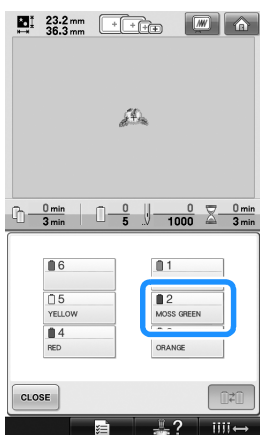 23.2 mm
36.3 mm
0 min
3 min
0
5
0
1000
0 min
3 min
6
1
5
YELLOW
2
MOSS GREEN
4
RED
ORANGE
CLOSE
?